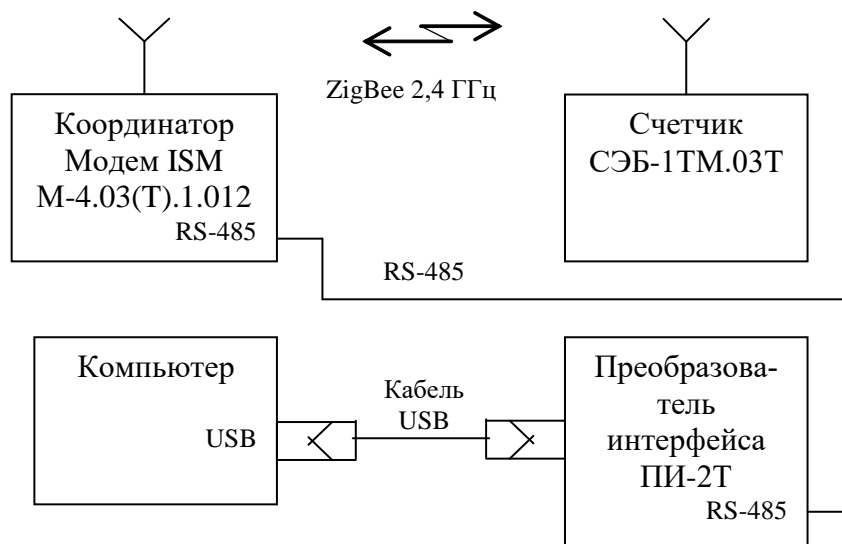 ZigBee 2,4 ГГц
Координатор
Модем ISM
М-4.03(Т).1.012
RS-485
Счетчик
СЭБ-1ТМ.03Т
RS-485
Компьютер
USB
Кабель
USB
Преобразова-
тель
интерфейса
ПИ-2Т
RS-485